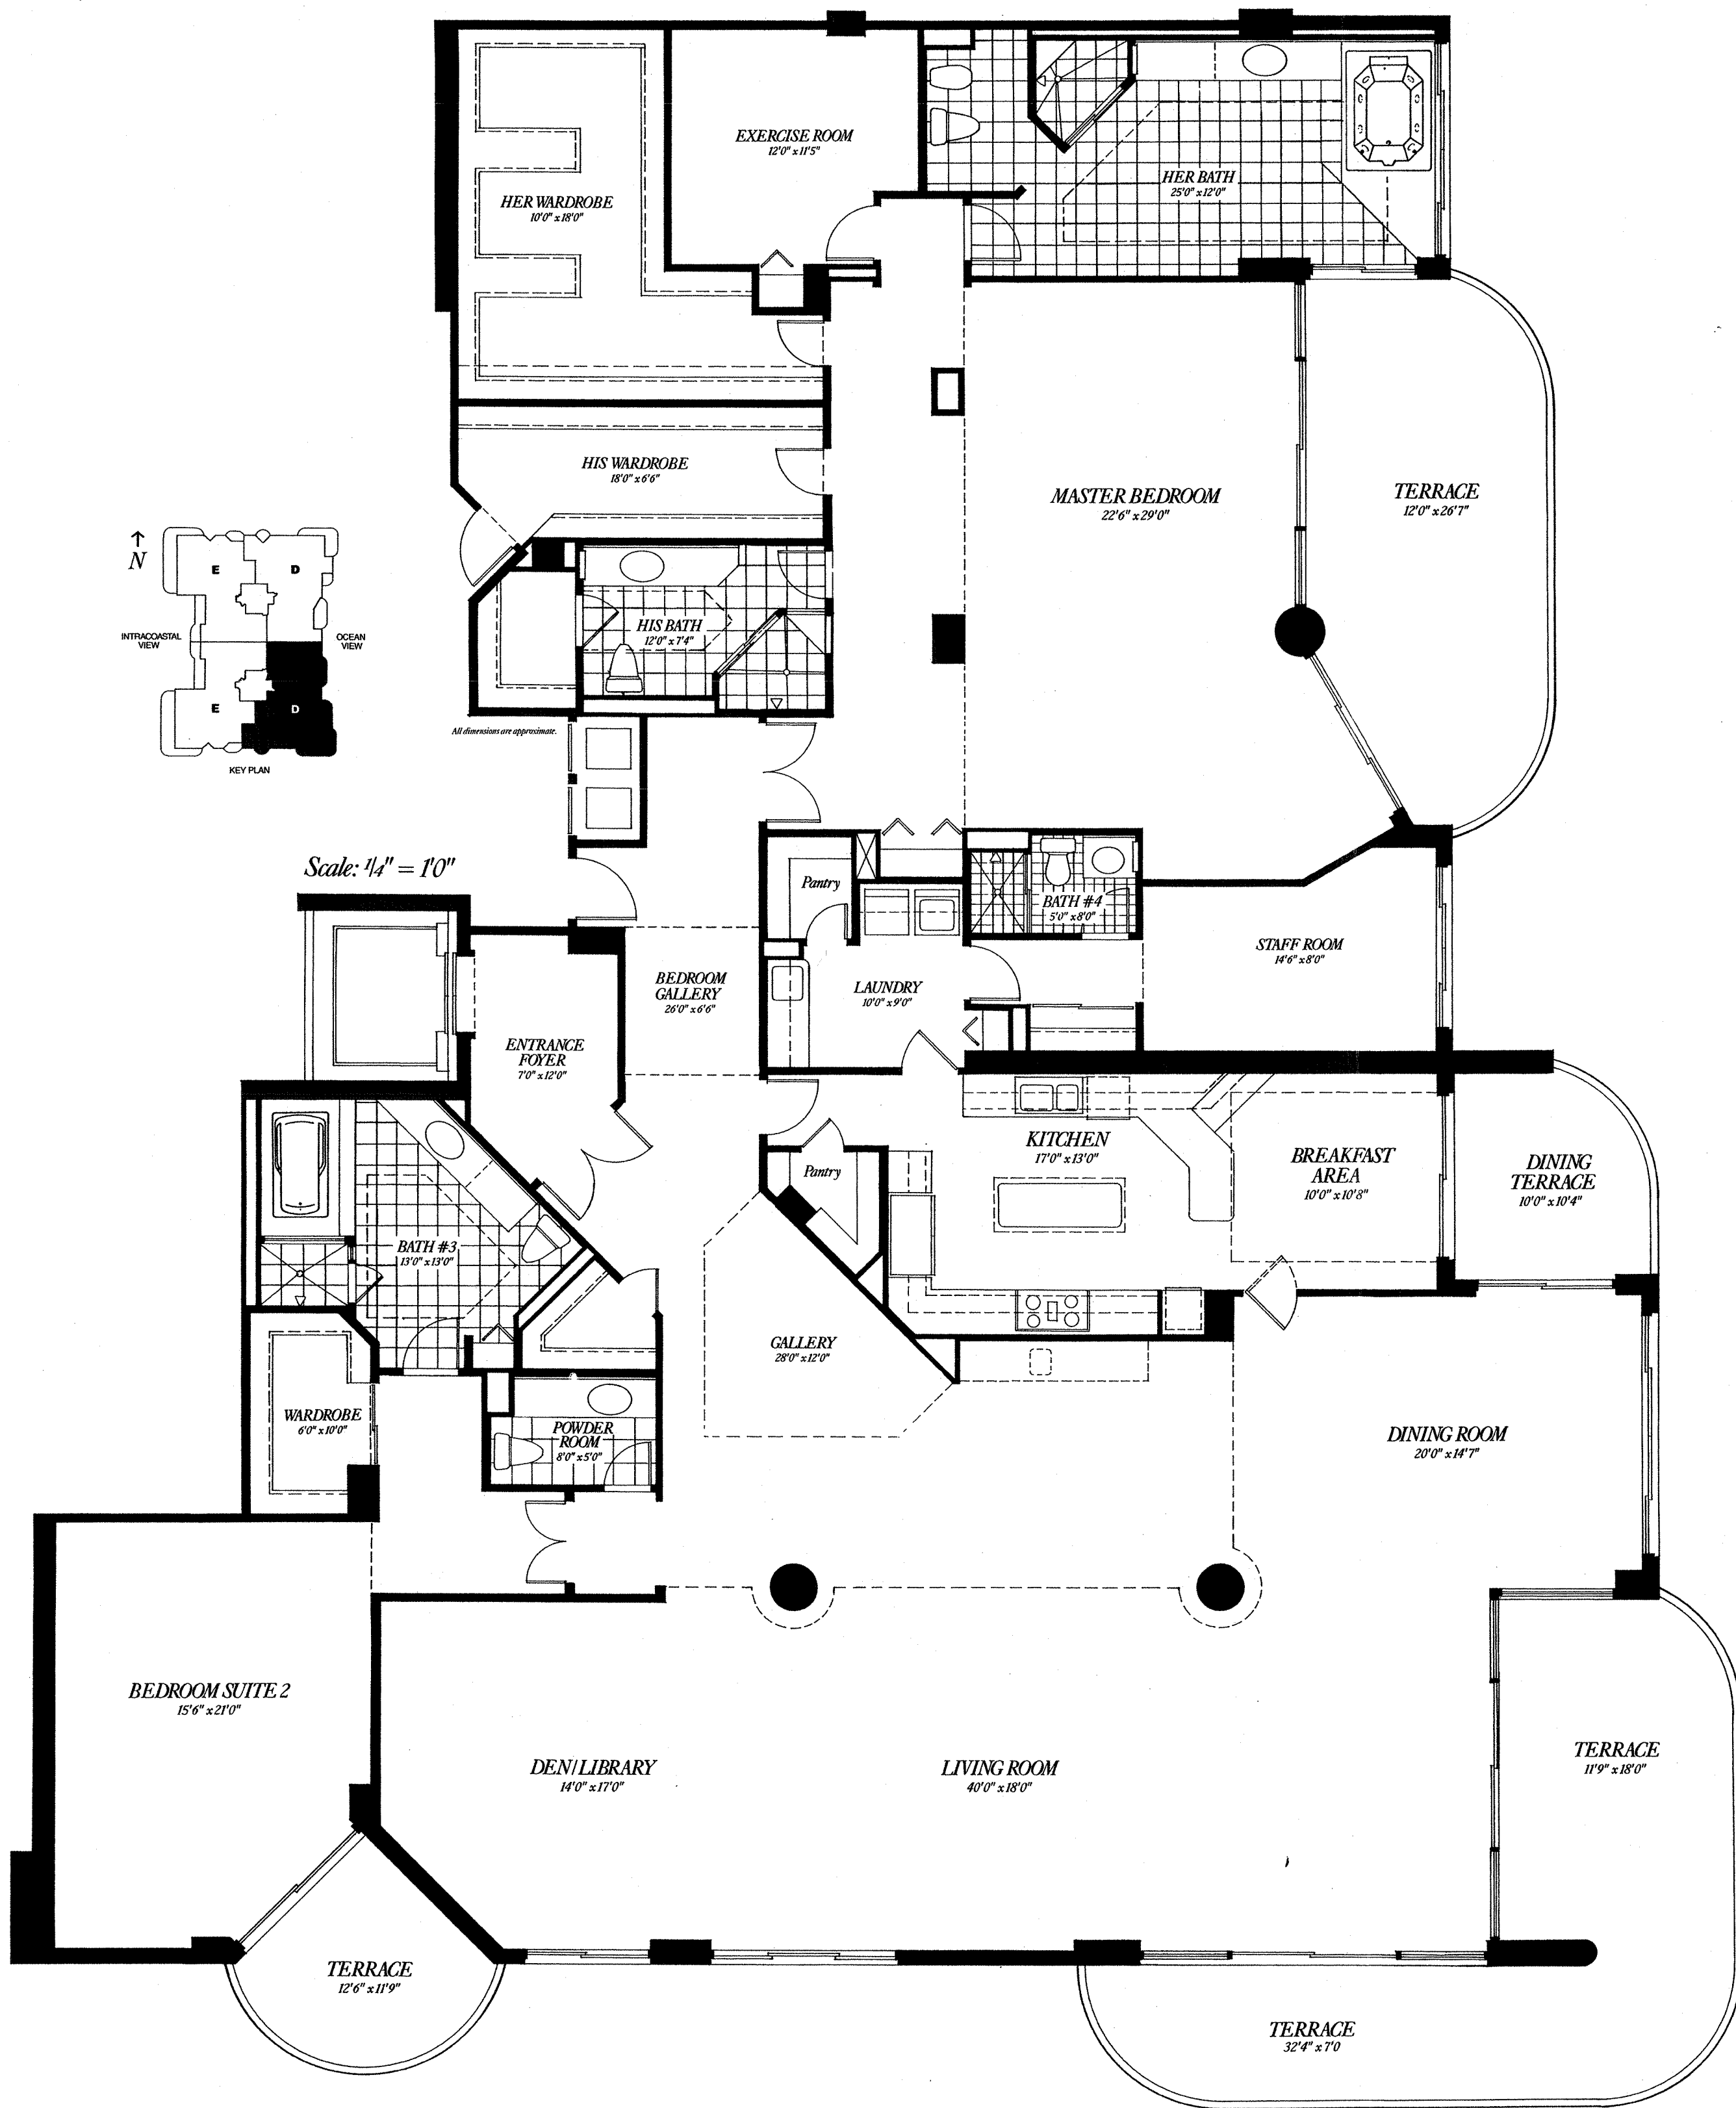 EXERCISE ROOM
12'0" x 11'5"
HER BATH
25'0" x 12'0"
HER WARDROBE
10'0" x 18'0"
HIS WARDROBE
18'0" x 6'6"
MASTER BEDROOM
22'6" x 29'0"
TERRACE
12'0" x 26'7"
↑
N
E
D
INTRACOASTAL
VIEW
OCEAN
VIEW
E
D
KEY PLAN
HIS BATH
12'0" x 7'4"
All dimensions are approximate.
Scale: 1/4" = 1'0"
Pantry
BATH #4
5'0" x 8'0"
STAFF ROOM
14'6" x 8'0"
BEDROOM
GALLERY
26'0" x 6'6"
LAUNDRY
10'0" x 9'0"
ENTRANCE
FOYER
7'0" x 12'0"
KITCHEN
17'0" x 13'0"
Pantry
BREAKFAST
AREA
10'0" x 10'8"
DINING
TERRACE
10'0" x 10'4"
BATH #3
13'0" x 13'0"
GALLERY
28'0" x 12'0"
WARDROBE
6'0" x 10'0"
POWDER
ROOM
8'0" x 5'0"
DINING ROOM
20'0" x 14'7"
BEDROOM SUITE 2
15'6" x 21'0"
DEN/LIBRARY
14'0" x 17'0"
LIVING ROOM
40'0" x 18'0"
TERRACE
11'9" x 18'0"
TERRACE
12'6" x 11'9"
TERRACE
32'4" x 7'0